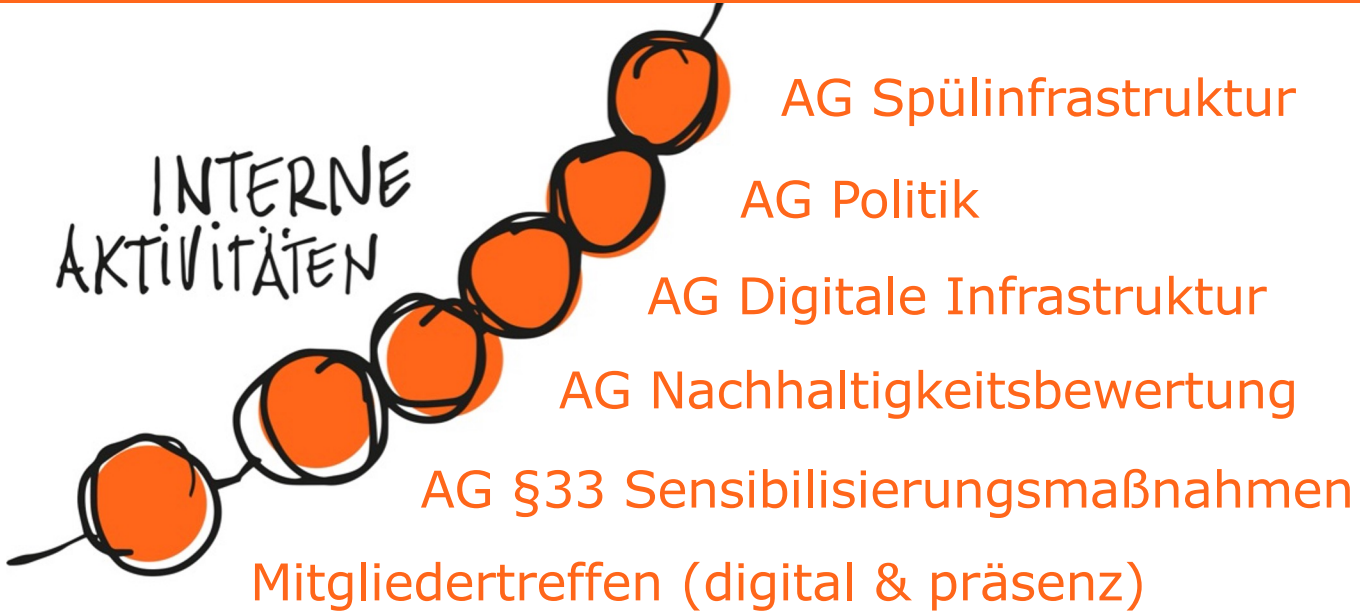 INTERNE
AKTIVITÄTEN
AG Spülinfrastruktur
AG Politik
AG Digitale Infrastruktur
AG Nachhaltigkeitsbewertung
AG §33 Sensibilisierungsmaßnahmen
Mitgliedertreffen (digital & präsenz)